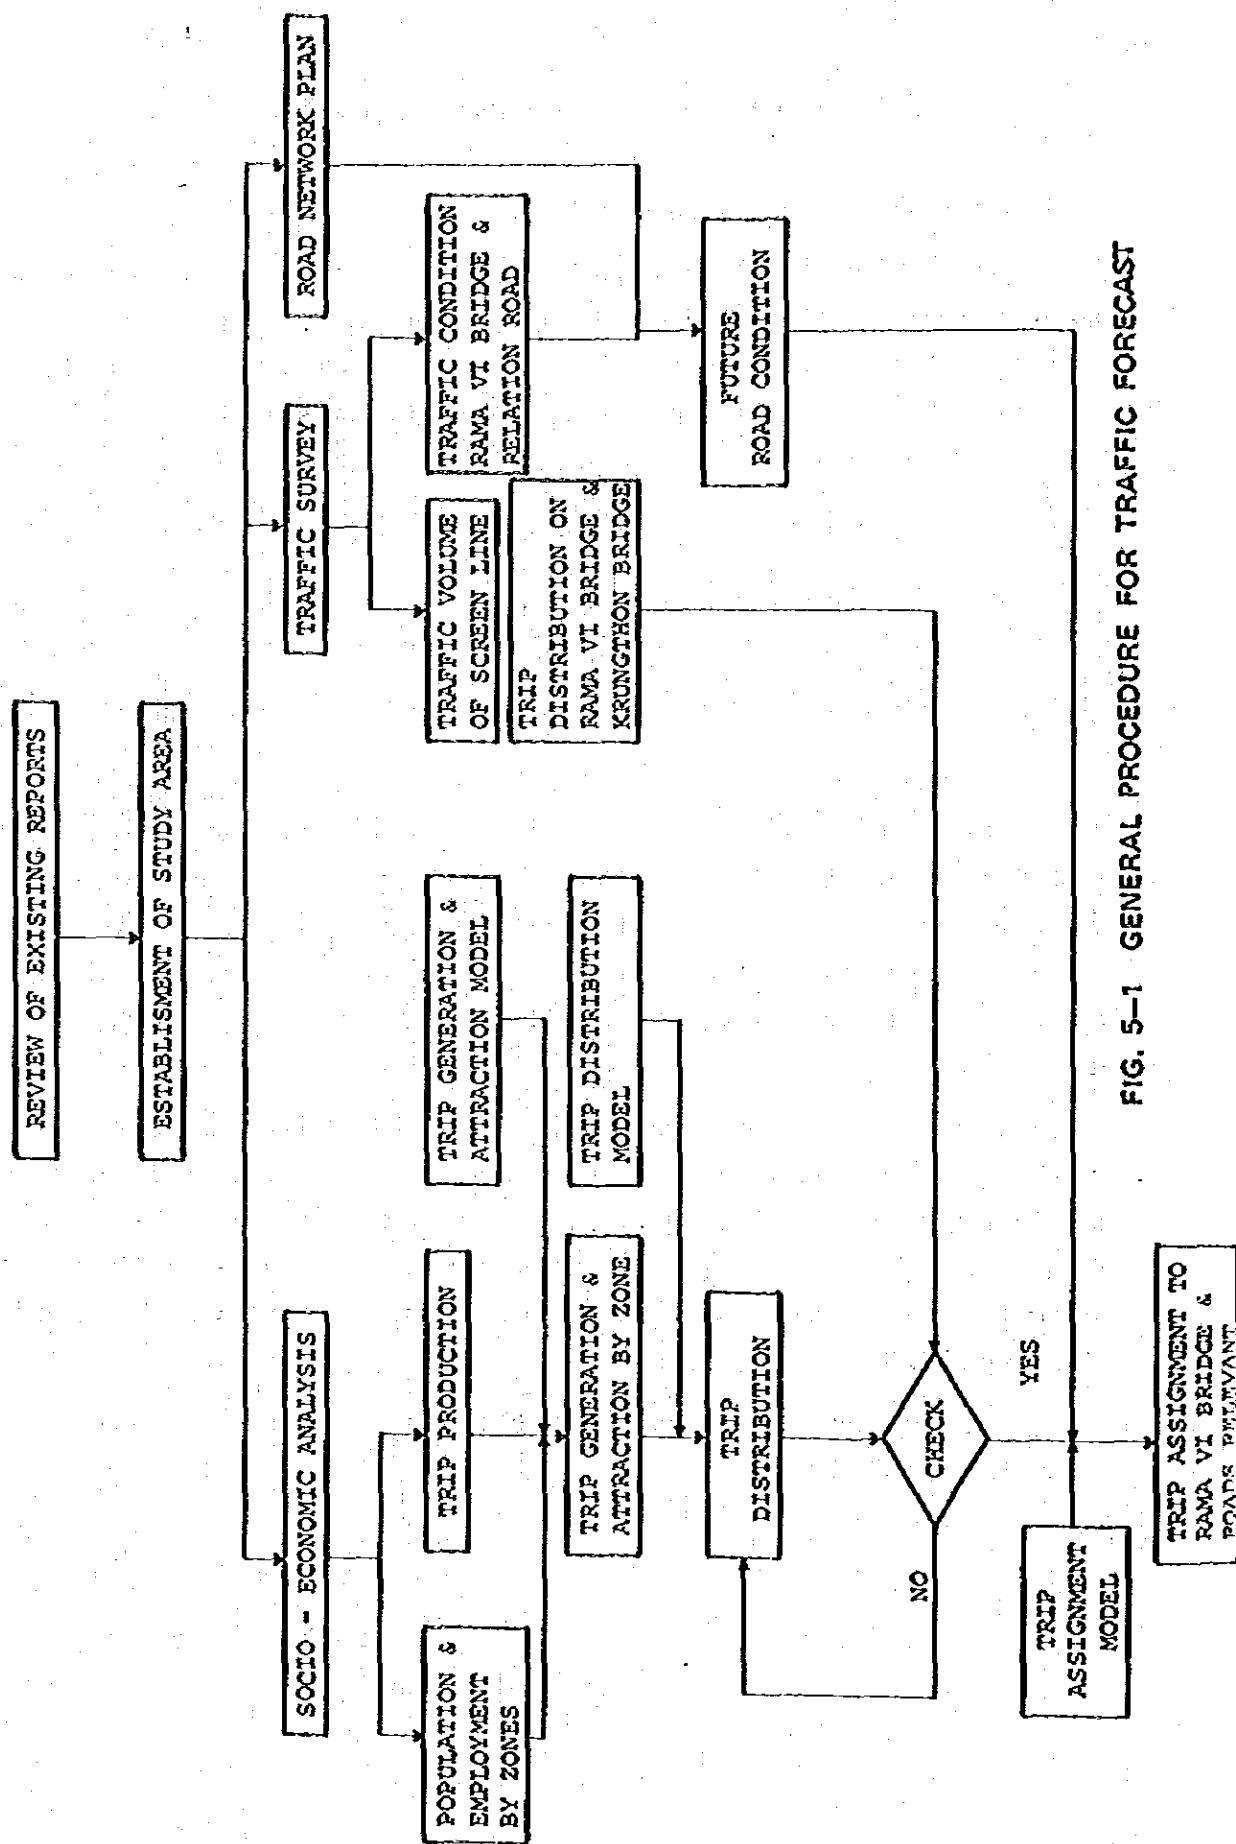 REVIEW OF EXISTING REPORTS
ESTABLISMENT OF STUDY AREA
SOCIO - ECONOMIC ANALYSIS
TRAFFIC SURVEY
ROAD NETWORK PLAN
POPULATION &
EMPLOYMENT
BY ZONES
TRIP PRODUCTION
TRIP GENERATION &
ATTRACTION MODEL
TRAFFIC VOLUME
OF SCREEN LINE
TRAFFIC CONDITION
RAMA VI BRIDGE &
RELATION ROAD
TRIP
DISTRIBUTION ON
RAMA VI BRIDGE &
KRUNGTHON BRIDGE
TRIP GENERATION &
ATTRACTION BY ZONE
TRIP DISTRIBUTION
MODEL
TRIP
DISTRIBUTION
FUTURE
ROAD CONDITION
CHECK
NO
YES
TRIP
ASSIGNMENT
MODEL
TRIP ASSIGNMENT TO
RAMA VI BRIDGE &
ROADS RELEVANT
FIG. 5-1 GENERAL PROCEDURE FOR TRAFFIC FORECAST